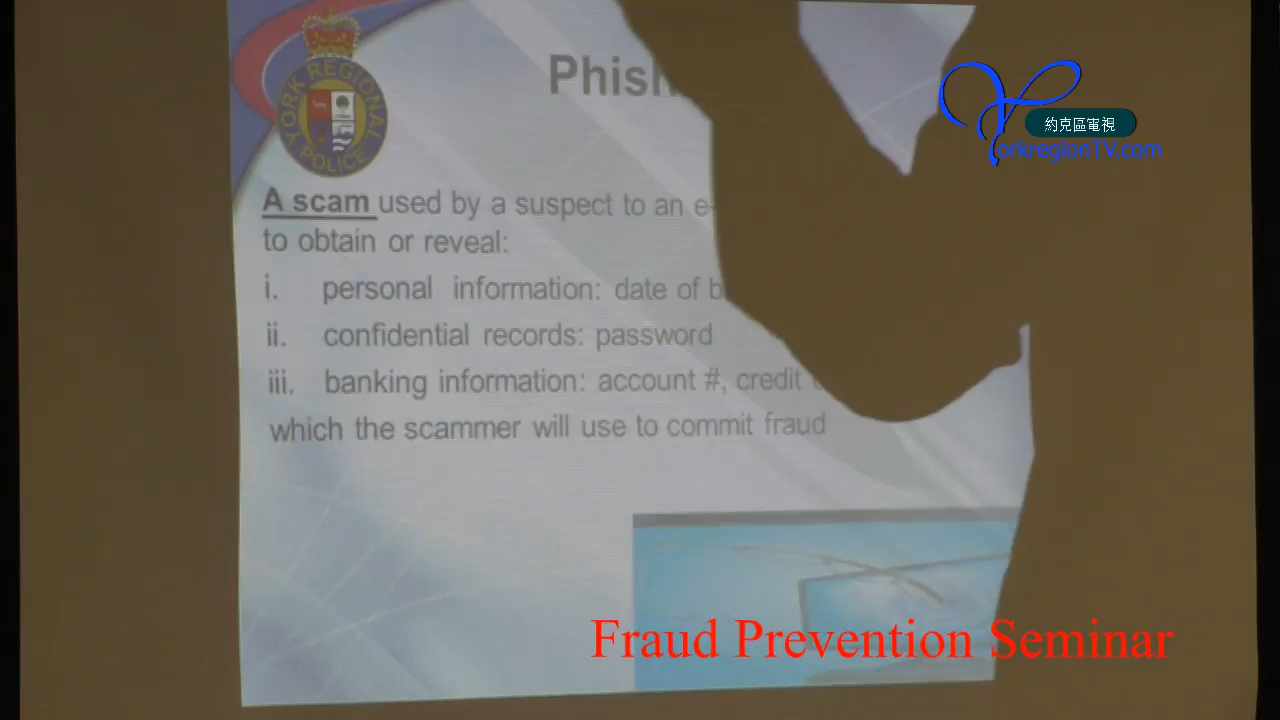 YORK REGIONAL POLICE
約克區電視
YorkregionTV.com
A scam used by a suspect to an e-
to obtain or reveal:
i. personal information: date of
ii. confidential records: password
iii. banking information: account #, credit
which the scammer will use to commit fraud
Fraud Prevention Seminar